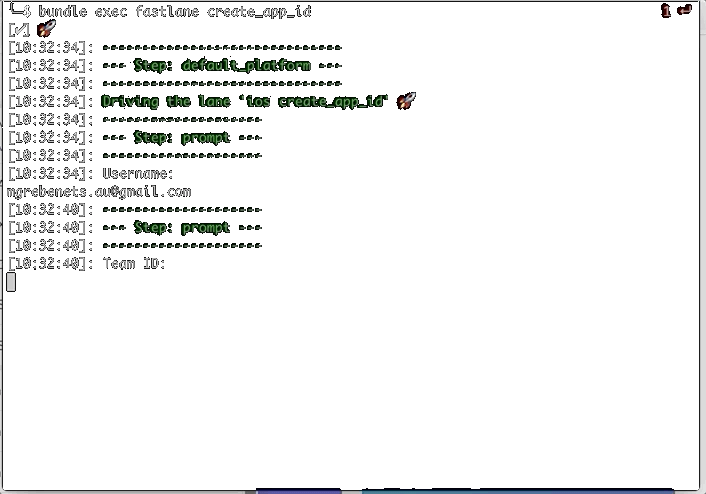 ╰─$ bundle exec fastlane create_app_id
[✓] 🚀
[10:32:34]: ------------------------------
[10:32:34]: --- Step: default_platform ---
[10:32:34]: ------------------------------
[10:32:34]: Driving the lane 'ios create_app_id' 🚀
[10:32:34]: --------------------
[10:32:34]: --- Step: prompt ---
[10:32:34]: --------------------
[10:32:34]: Username:
mgrebenets.au@gmail.com
[10:32:40]: --------------------
[10:32:40]: --- Step: prompt ---
[10:32:40]: --------------------
[10:32:40]: Team ID: